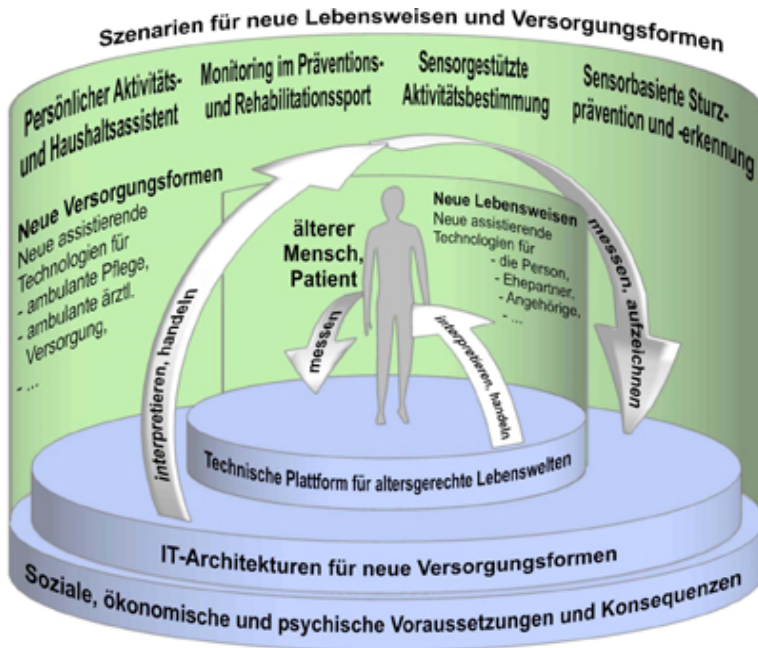 Szenarien für neue Lebensweisen und Versorgungsformen
Persönlicher Aktivitäts-
und Haushaltsassistent
Monitoring im Präventions-
und Rehabilitationssport
Sensorgestützte
Aktivitätsbestimmung
Sensorbasierte Sturz-
prävention und -erkennung
Neue Versorgungsformen
Neue assistierende
Technologien für
- ambulante Pflege,
- ambulante ärztl.
Versorgung,
- ...
älterer
Mensch,
Patient
Neue Lebensweisen
Neue assistierende
Technologien für
- die Person,
- Ehepartner,
- Angehörige,
- ...
interpretieren, handeln
messen
interpretieren, handeln
messen, aufzeichnen
Technische Plattform für altersgerechte Lebenswelten
IT-Architekturen für neue Versorgungsformen
Soziale, ökonomische und psychische Voraussetzungen und Konsequenzen